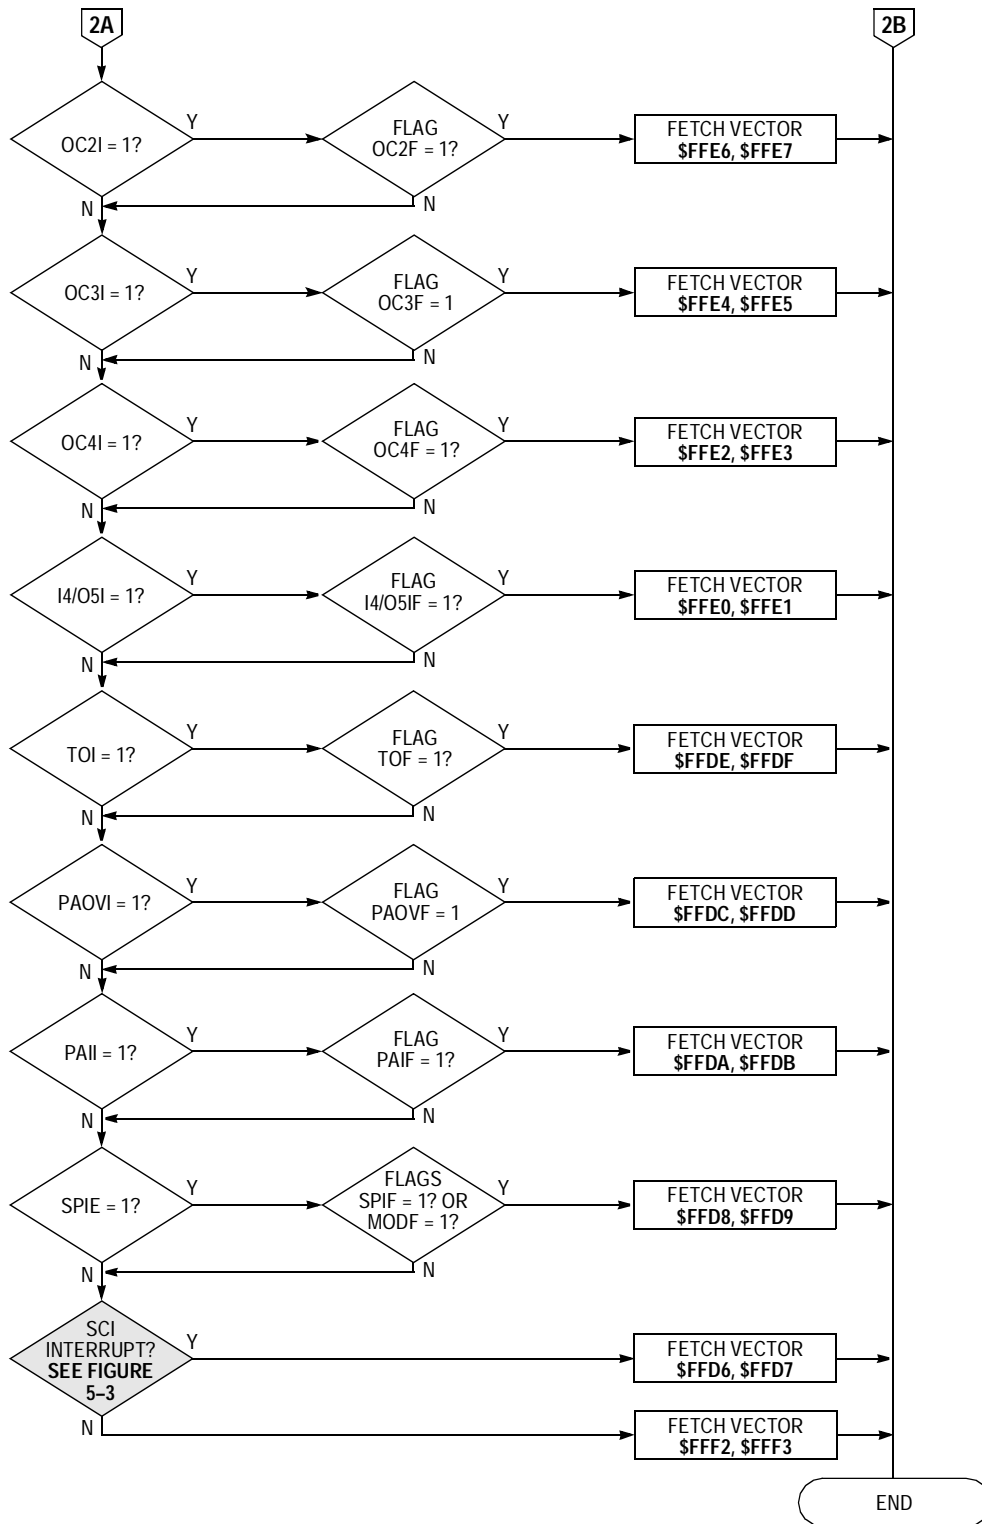 2A
2B
OC2I = 1?
Y
FLAG
OC2F = 1?
Y
FETCH VECTOR
$FFE6, $FFE7
N
N
OC3I = 1?
Y
FLAG
OC3F = 1
Y
FETCH VECTOR
$FFE4, $FFE5
N
N
OC4I = 1?
Y
FLAG
OC4F = 1?
Y
FETCH VECTOR
$FFE2, $FFE3
N
N
I4/O5I = 1?
Y
FLAG
I4/O5IF = 1?
Y
FETCH VECTOR
$FFE0, $FFE1
N
N
TOI = 1?
Y
FLAG
TOF = 1?
Y
FETCH VECTOR
$FFDE, $FFDF
N
N
PAOVI = 1?
Y
FLAG
PAOVF = 1
Y
FETCH VECTOR
$FFDC, $FFDD
N
N
PAII = 1?
Y
FLAG
PAIF = 1?
Y
FETCH VECTOR
$FFDA, $FFDB
N
N
SPIE = 1?
Y
FLAGS
SPIF = 1? OR
MODF = 1?
Y
FETCH VECTOR
$FFD8, $FFD9
N
N
SCI
INTERRUPT?
SEE FIGURE
5–3
Y
FETCH VECTOR
$FFD6, $FFD7
N
FETCH VECTOR
$FFF2, $FFF3
END